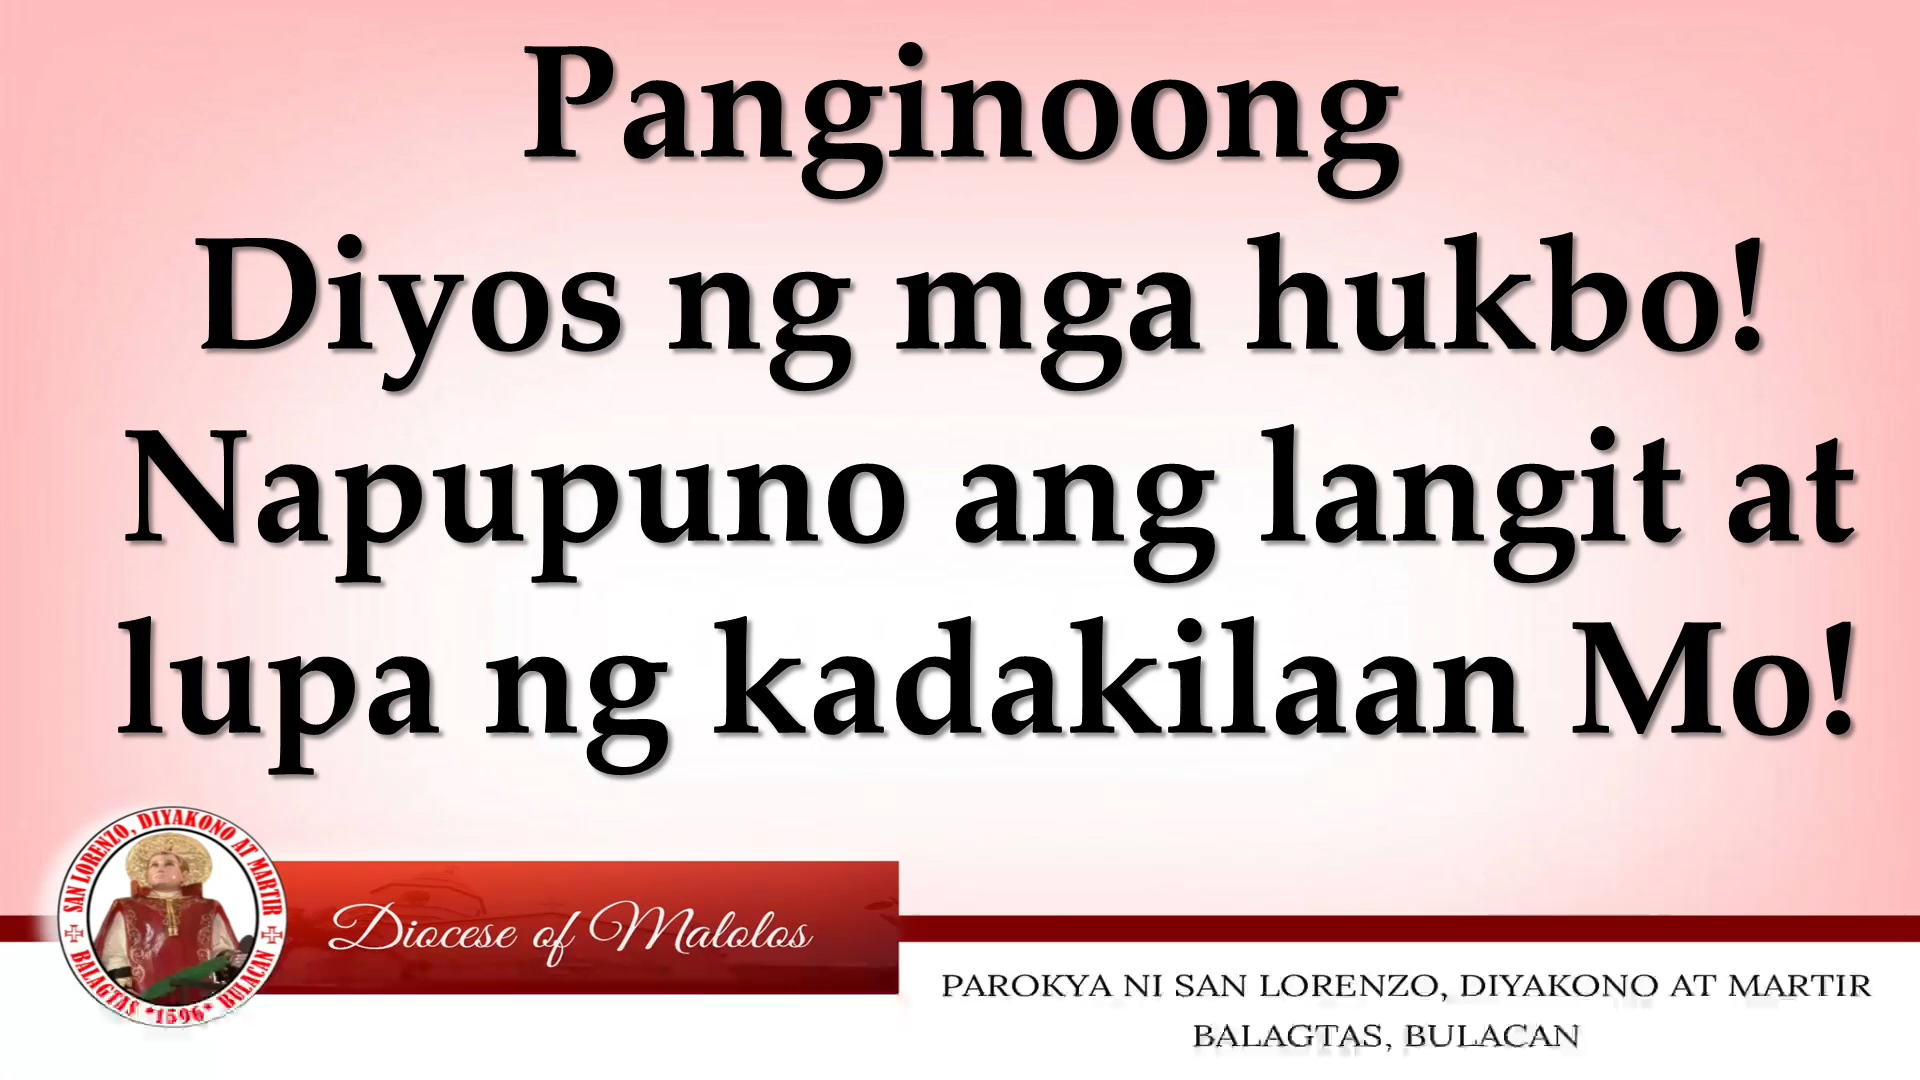 Panginoong
Diyos ng mga hukbo!
Napupuno ang langit at
lupa ng kadakilaan Mo!
SAN LORENZO, DIYAKONO AT MARTIR
BALAGTAS *1596* BULACAN
Diocese of Malolos
PAROKYA NI SAN LORENZO, DIYAKONO AT MARTIR
BALAGTAS, BULACAN